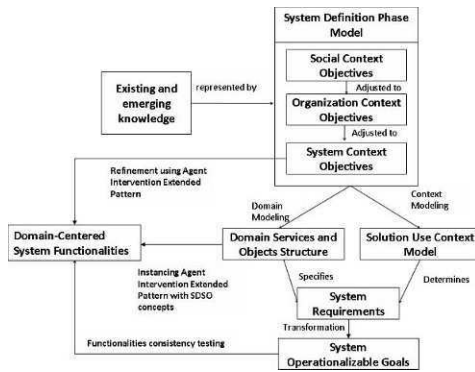 System Definition Phase
Model
Social Context
Objectives
Adjusted to
Organization Context
Objectives
Adjusted to
System Context
Objectives
Existing and
emerging
knowledge
represented by
Refinement using Agent
Intervention Extended
Pattern
Domain
Modeling
Context
Modeling
Domain-Centered
System Functionalities
Domain Services and
Objects Structure
Solution Use Context
Model
Instancing Agent
Intervention Extended
Pattern with SDSO
concepts
Specifies
Determines
System
Requirements
Transformation
Functionalities consistency testing
System
Operationalizable Goals